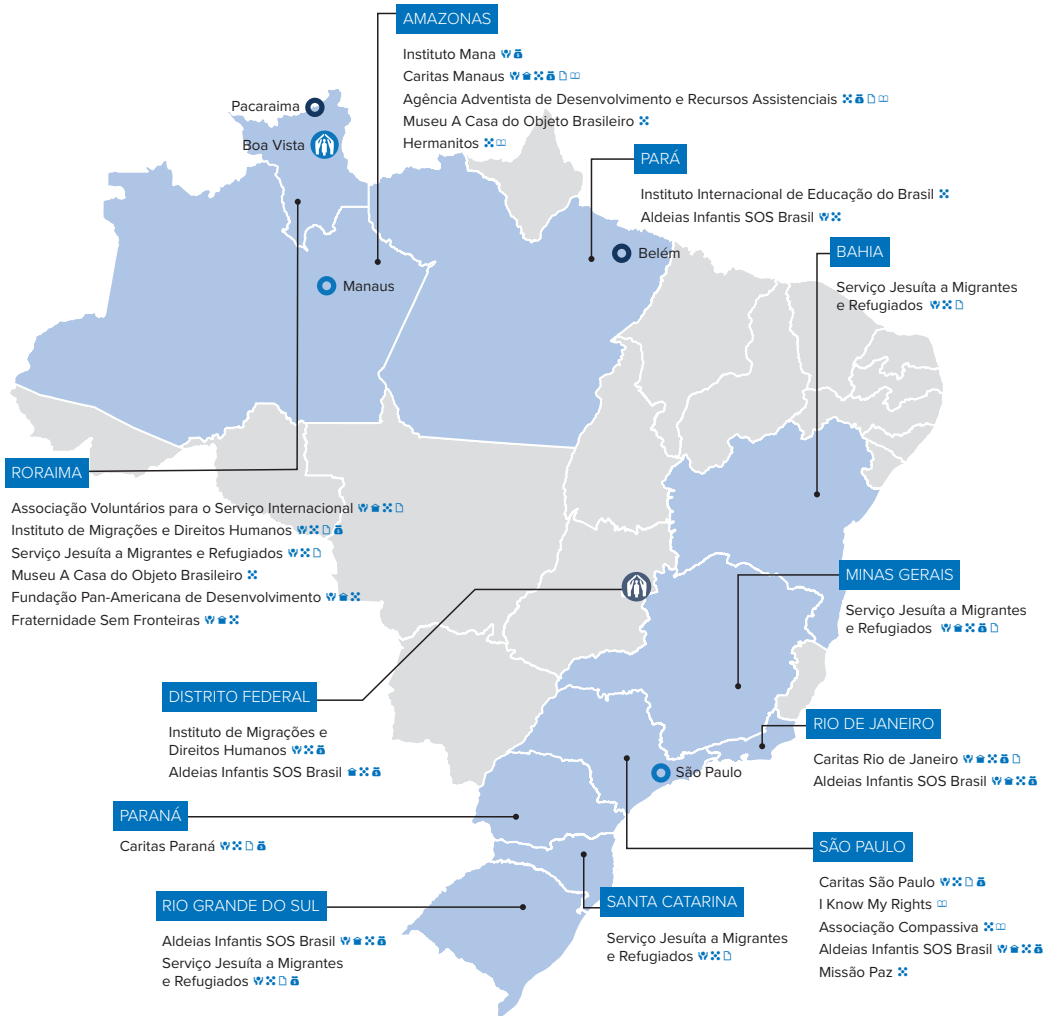 AMAZONAS
Instituto Mana
Caritas Manaus
Agência Adventista de Desenvolvimento e Recursos Assistenciais
Museu A Casa do Objeto Brasileiro
Hermanitos
Pacaraima
Boa Vista
PARÁ
Instituto Internacional de Educação do Brasil
Aldeias Infantis SOS Brasil
Belém
Manaus
BAHIA
Serviço Jesuíta a Migrantes
e Refugiados
RORAIMA
Associação Voluntários para o Serviço Internacional
Instituto de Migrações e Direitos Humanos
Serviço Jesuíta a Migrantes e Refugiados
Museu A Casa do Objeto Brasileiro
Fundação Pan-Americana de Desenvolvimento
Fraternidade Sem Fronteiras
MINAS GERAIS
Serviço Jesuíta a Migrantes
e Refugiados
DISTRITO FEDERAL
Instituto de Migrações e
Direitos Humanos
Aldeias Infantis SOS Brasil
RIO DE JANEIRO
Caritas Rio de Janeiro
Aldeias Infantis SOS Brasil
São Paulo
PARANÁ
Caritas Paraná
SÃO PAULO
Caritas São Paulo
I Know My Rights
Associação Compassiva
Aldeias Infantis SOS Brasil
Missão Paz
RIO GRANDE DO SUL
Aldeias Infantis SOS Brasil
Serviço Jesuíta a Migrantes
e Refugiados
SANTA CATARINA
Serviço Jesuíta a Migrantes
e Refugiados